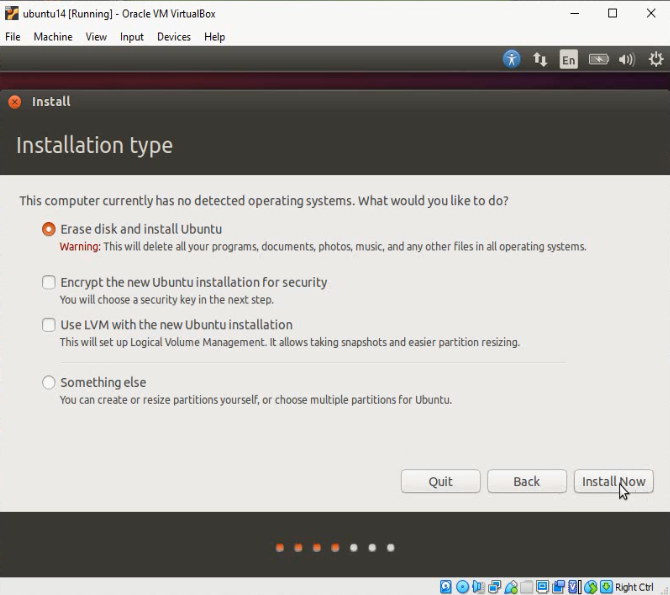 ubuntu14 [Running] - Oracle VM VirtualBox
File Machine View Input Devices Help
En
Install
Installation type
This computer currently has no detected operating systems. What would you like to do?
Erase disk and install Ubuntu
Warning: This will delete all your programs, documents, photos, music, and any other files in all operating systems.
Encrypt the new Ubuntu installation for security
You will choose a security key in the next step.
Use LVM with the new Ubuntu installation
This will set up Logical Volume Management. It allows taking snapshots and easier partition resizing.
Something else
You can create or resize partitions yourself, or choose multiple partitions for Ubuntu.
Quit Back Install Now
Right Ctrl